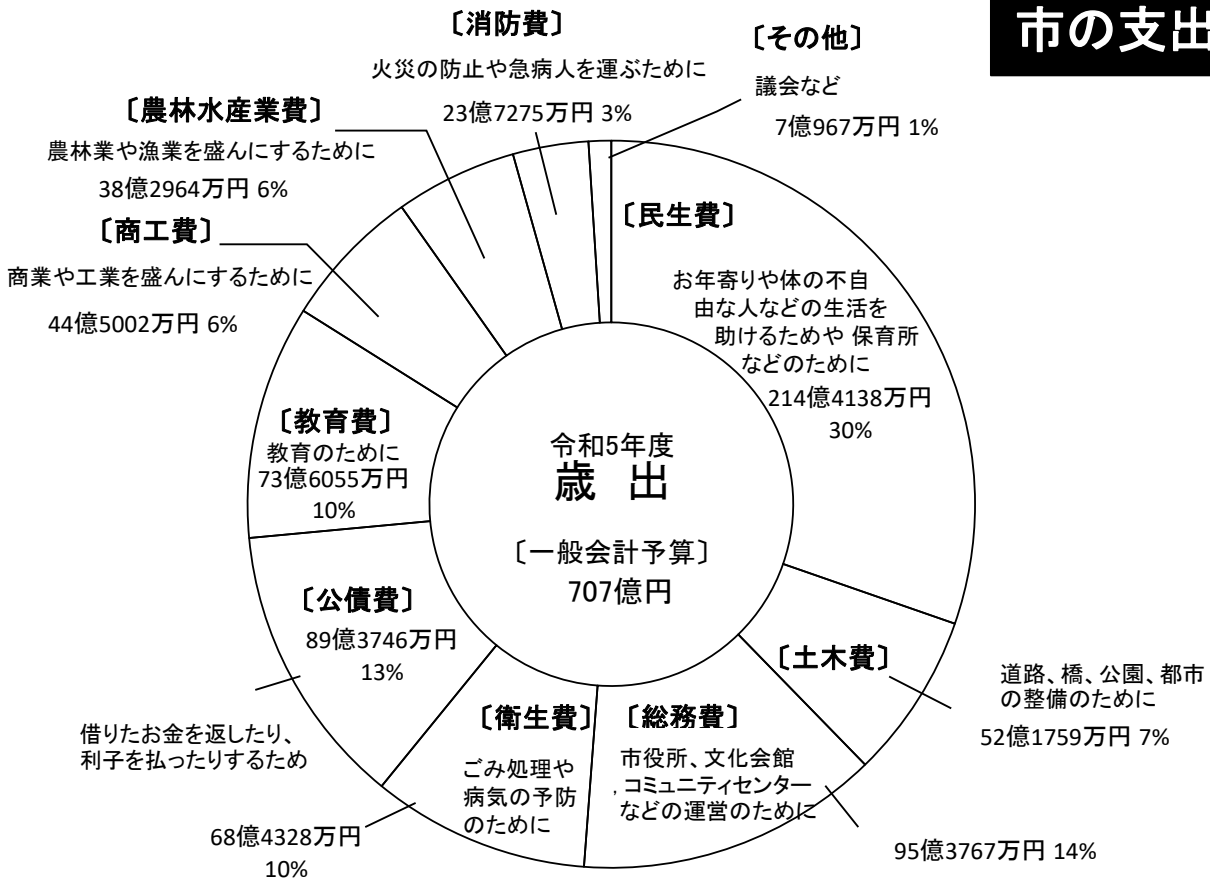 市の支出
〔消防費〕
火災の防止や急病人を運ぶために
23億7275万円 3%
〔その他〕
議会など
7億967万円 1%
〔農林水産業費〕
農林業や漁業を盛んにするために
38億2964万円 6%
〔商工費〕
商業や工業を盛んにするために
44億5002万円 6%
〔民生費〕
お年寄りや体の不自
由な人などの生活を
助けるためや 保育所
などのために
214億4138万円
30%
〔教育費〕
教育のために
73億6055万円
10%
令和5年度
歳 出
〔一般会計予算〕
707億円
〔公債費〕
89億3746万円
13%
借りたお金を返したり、
利子を払ったりするため
〔土木費〕
道路、橋、公園、都市
の整備のために
52億1759万円 7%
〔衛生費〕
ごみ処理や
病気の予防
のために
68億4328万円
10%
〔総務費〕
市役所、文化会館
,コミュニティセンター
などの運営のために
95億3767万円 14%